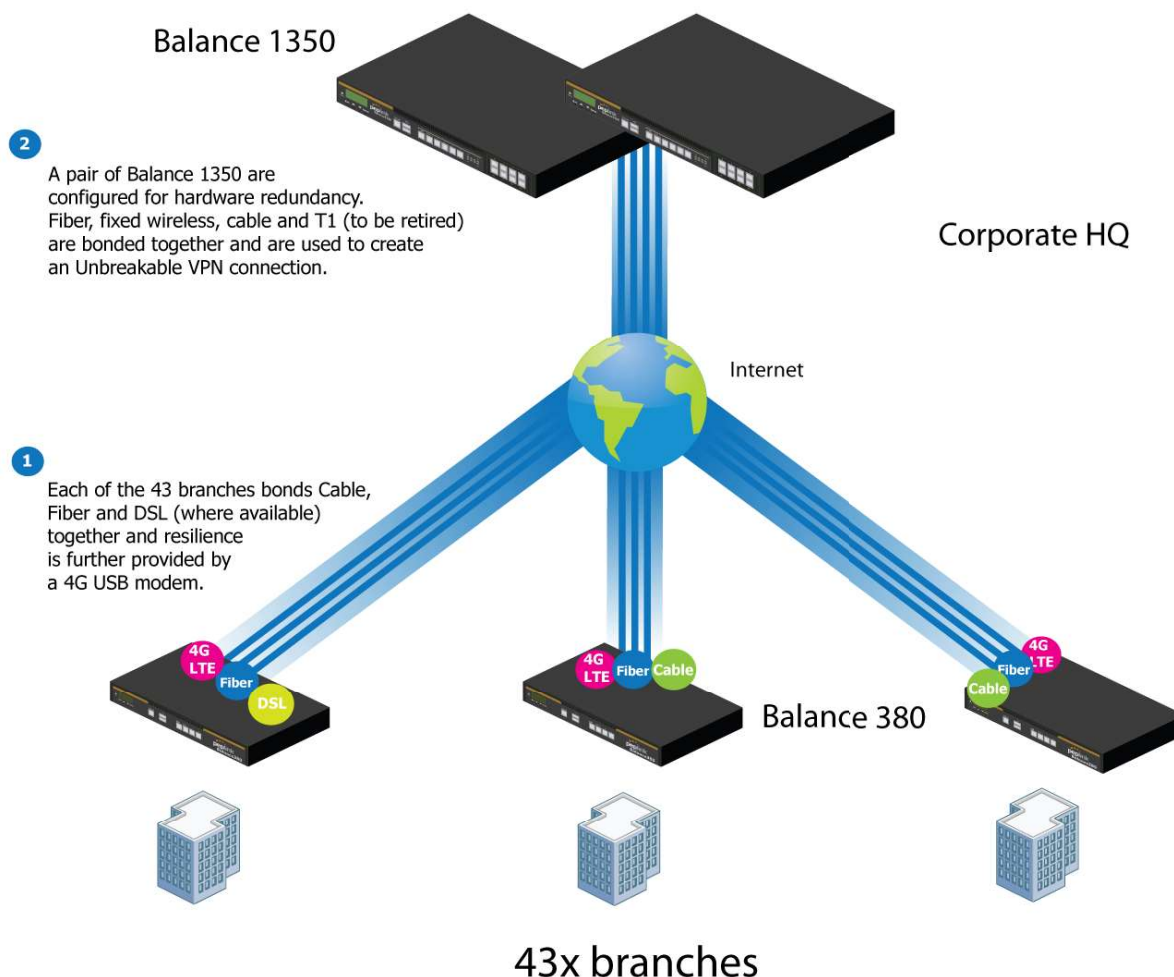 Balance 1350
2
A pair of Balance 1350 are
configured for hardware redundancy.
Fiber, fixed wireless, cable and T1 (to be retired)
are bonded together and are used to create
an Unbreakable VPN connection.
Corporate HQ
Internet
1
Each of the 43 branches bonds Cable,
Fiber and DSL (where available)
together and resilience
is further provided by
a 4G USB modem.
4G
LTE
Fiber
DSL
4G
LTE
Fiber
Cable
4G
LTE
Fiber
Cable
Balance 380
43x branches